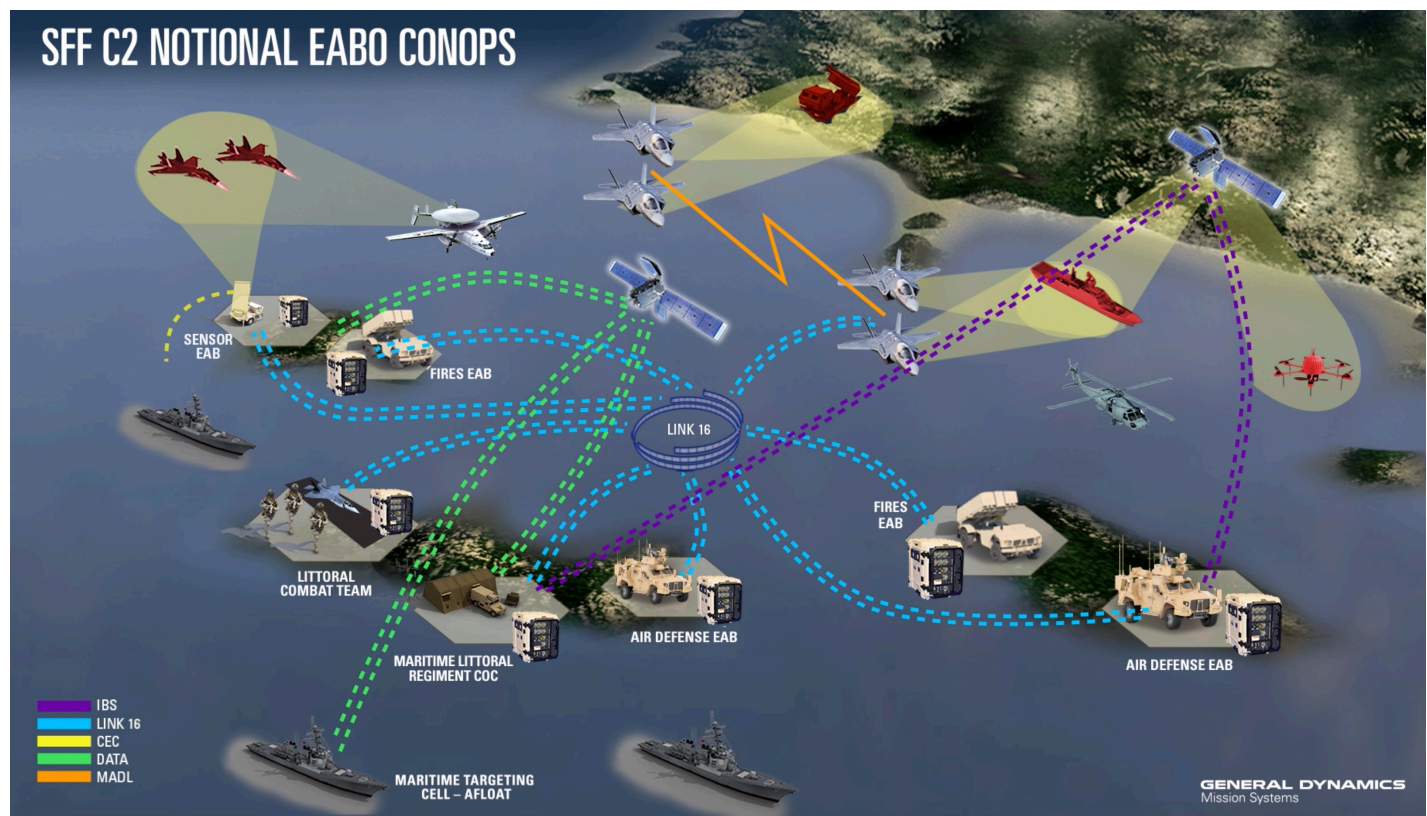 SFF C2 NOTIONAL EABO CONOPS
SENSOR
EAB
FIRES EAB
LINK 16
FIRES
EAB
LITTORAL
COMBAT TEAM
MARITIME LITTORAL
REGIMENT COC
AIR DEFENSE EAB
AIR DEFENSE EAB
IBS
LINK 16
CEC
DATA
MADL
MARITIME TARGETING
CELL – AFLOAT
GENERAL DYNAMICS
Mission Systems